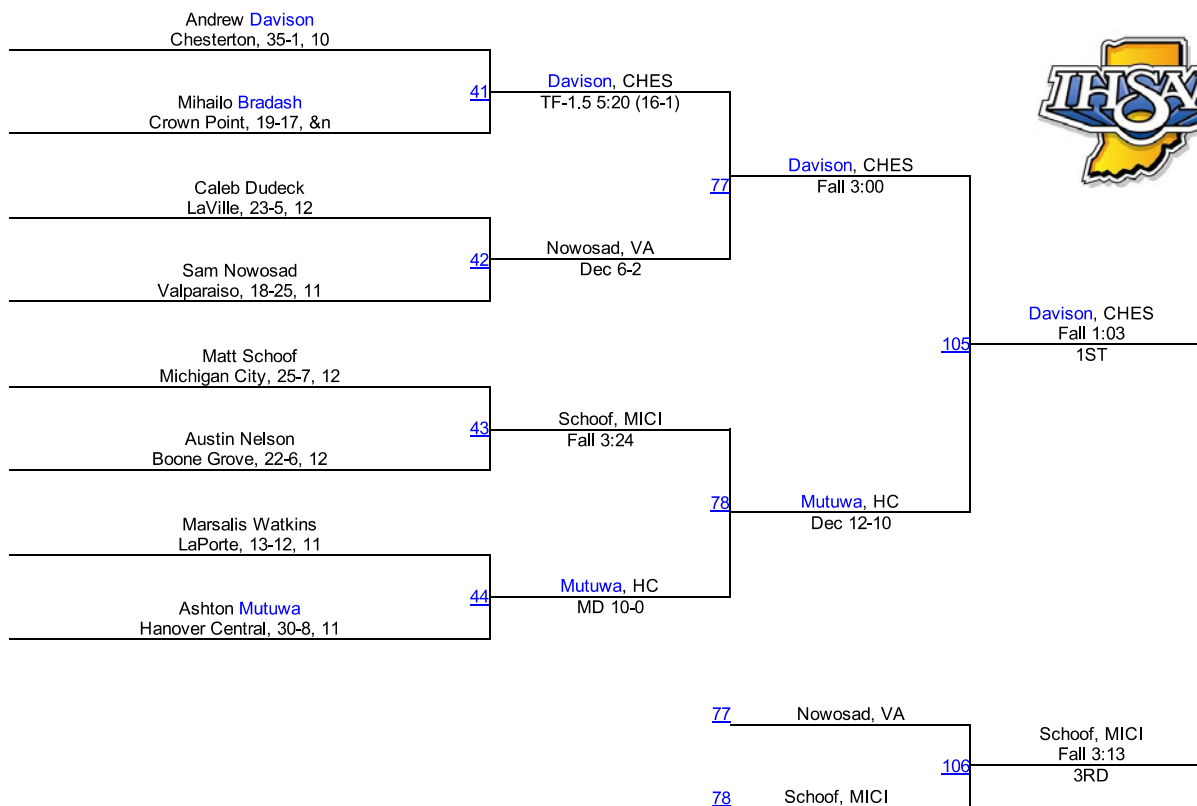 Andrew Davison
Chesterton, 35-1, 10
Mihailo Bradash
Crown Point, 19-17, &n
41
Davison, CHES
TF-1.5 5:20 (16-1)
Caleb Dudeck
LaVille, 23-5, 12
Sam Nowosad
Valparaiso, 18-25, 11
42
Nowosad, VA
Dec 6-2
77
Davison, CHES
Fall 3:00
Matt Schoof
Michigan City, 25-7, 12
Austin Nelson
Boone Grove, 22-6, 12
43
Schoof, MICI
Fall 3:24
Marsalis Watkins
LaPorte, 13-12, 11
Ashton Mutuwa
Hanover Central, 30-8, 11
44
Mutuwa, HC
MD 10-0
78
Mutuwa, HC
Dec 12-10
105
Davison, CHES
Fall 1:03
1ST
IHSAA
77
Nowosad, VA
78
Schoof, MICI
106
Schoof, MICI
Fall 3:13
3RD